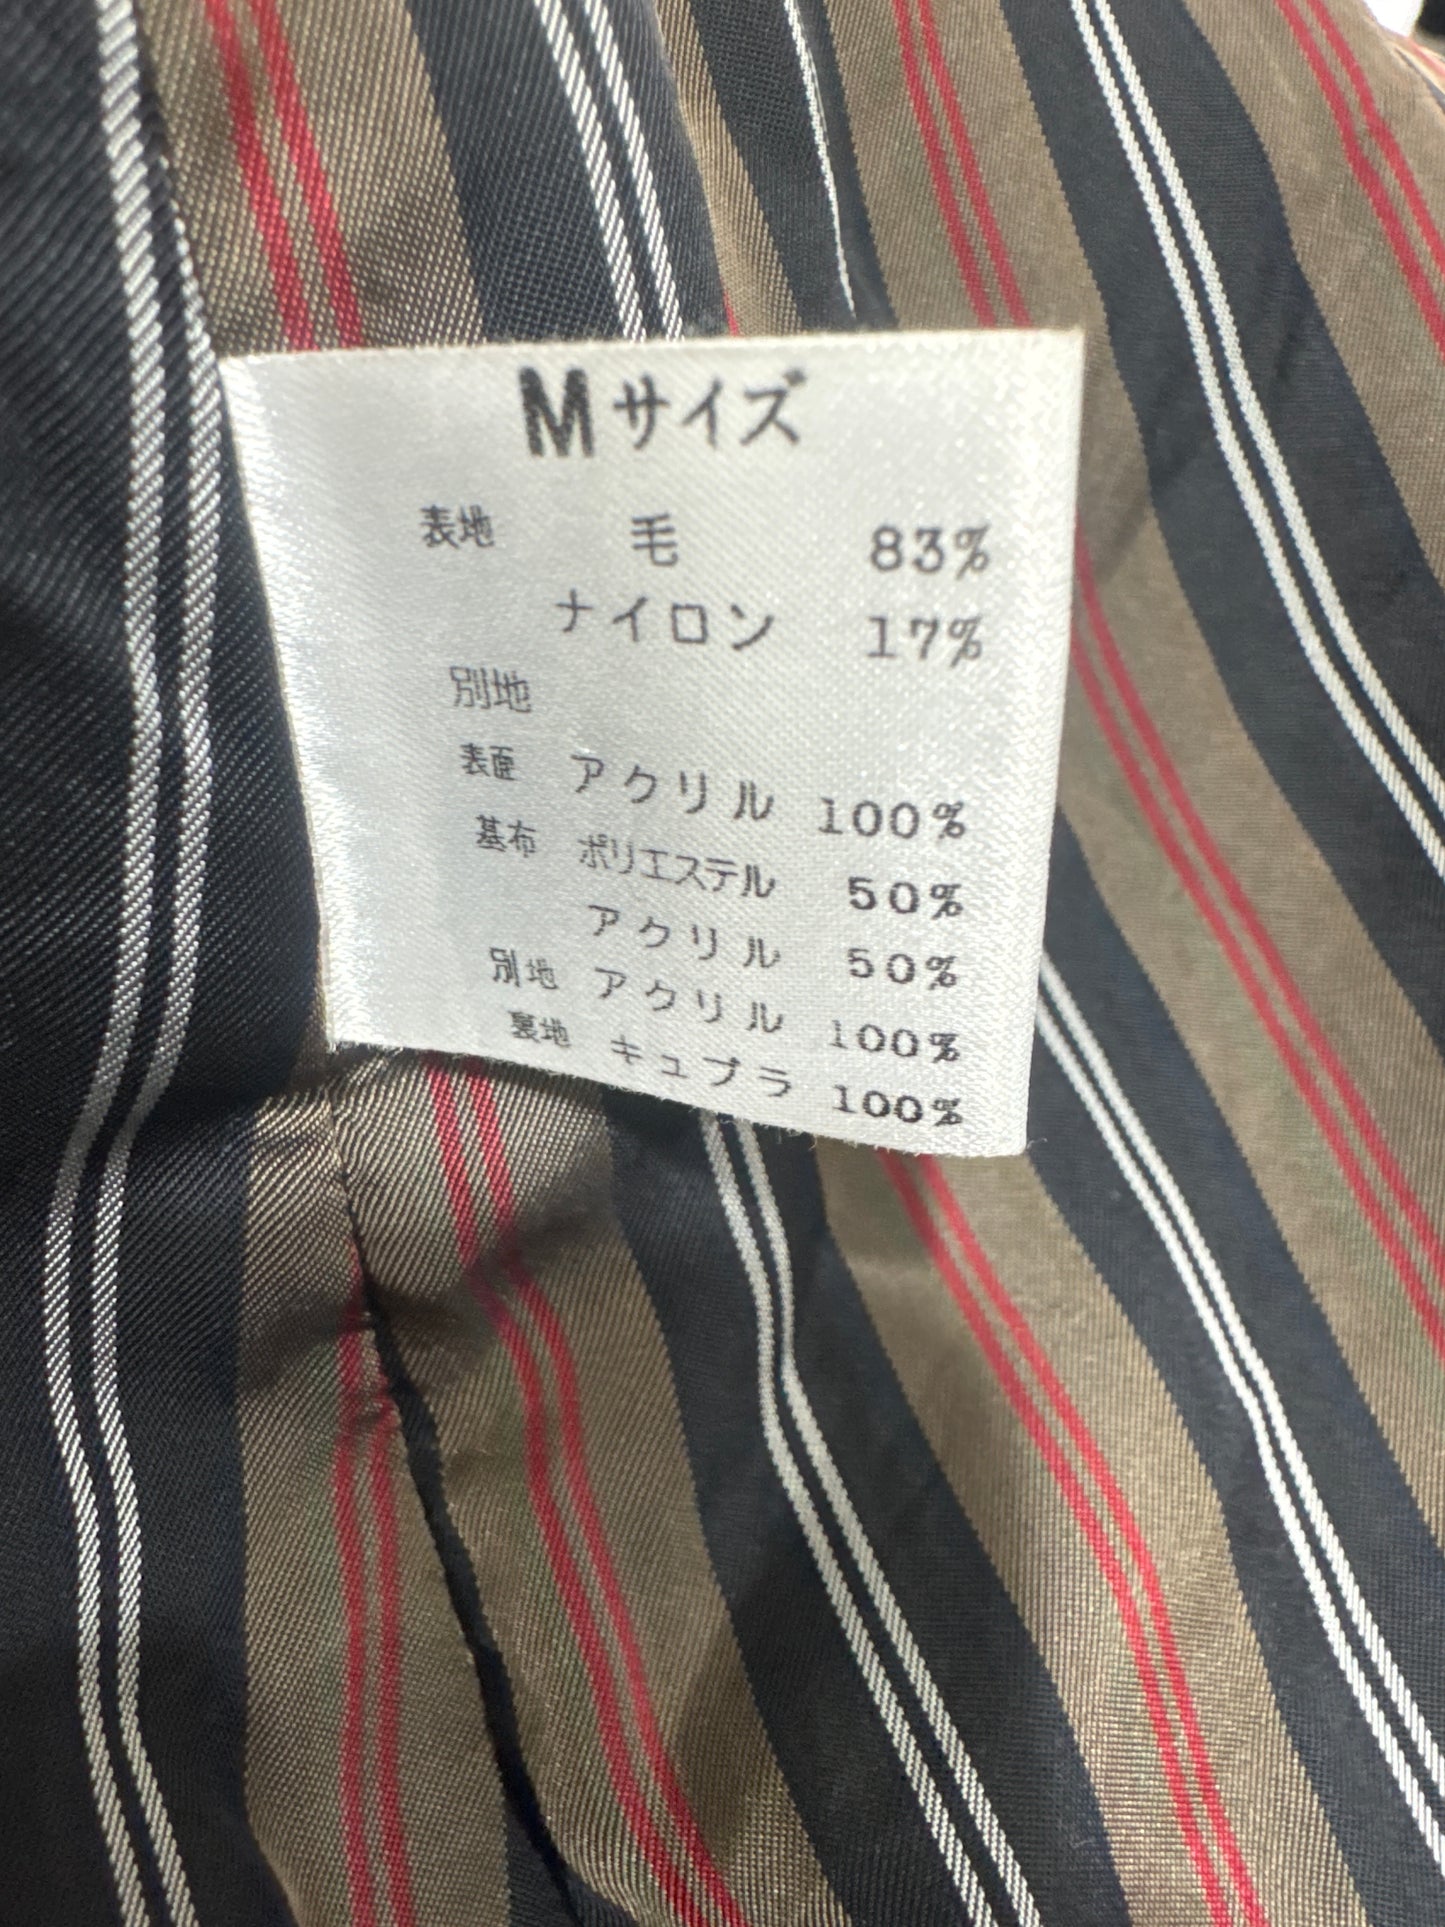 Mサイズ
表地 毛 83%
ナイロン 17%
別地
表面 アクリル 100%
基布 ポリエステル 50%
アクリル 50%
別地 アクリル 100%
裏地 キュプラ 100%